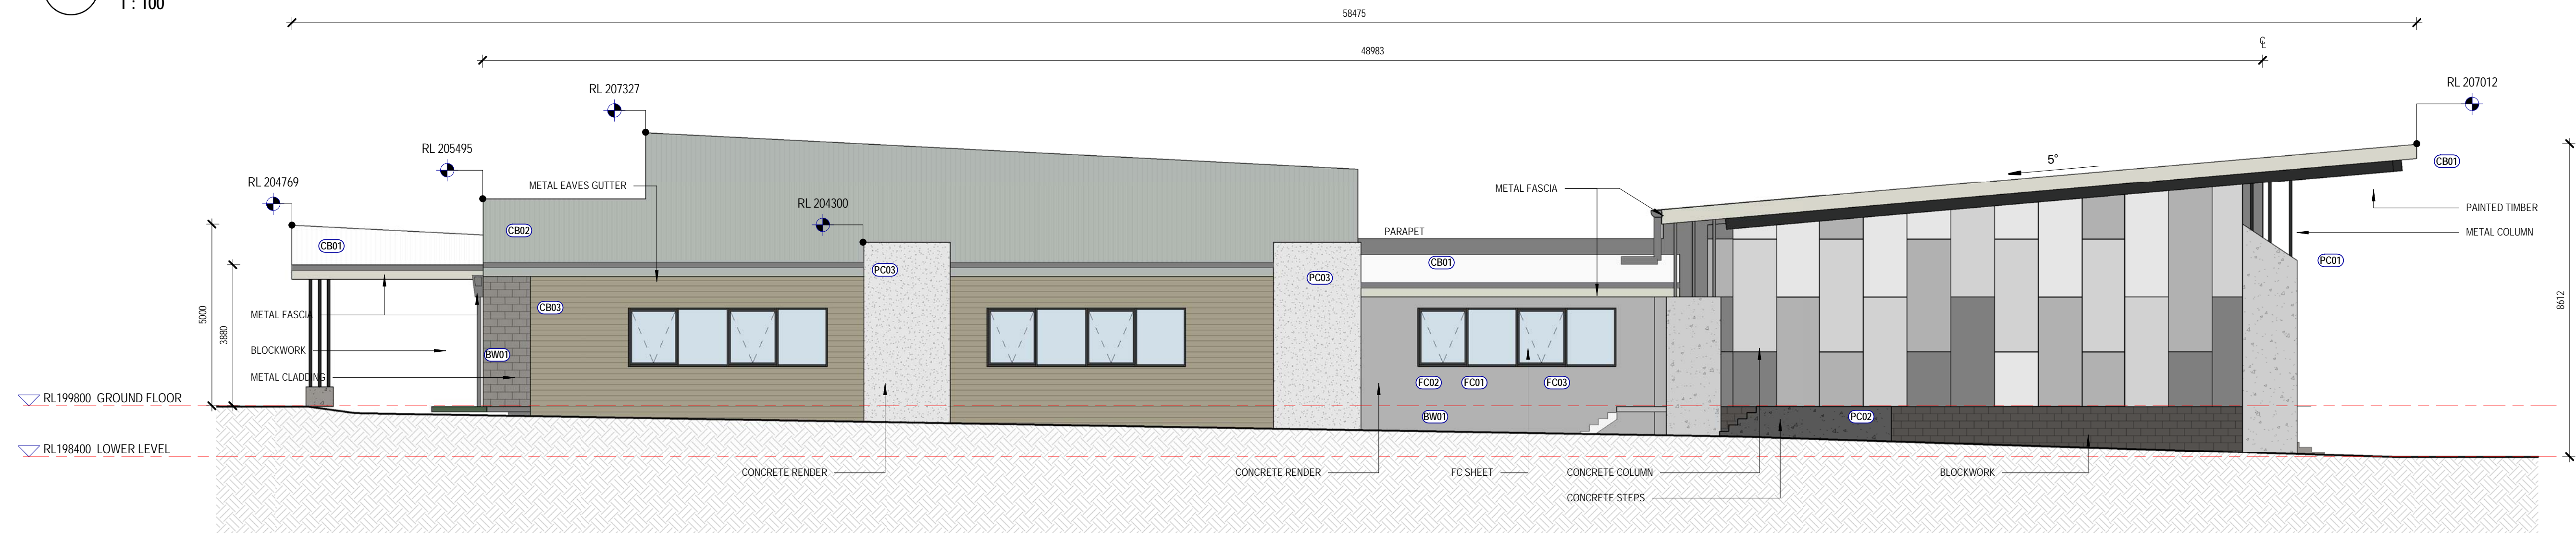 1 : 100
58475
48983
℄
RL 207327
RL 207012
RL 205495
5°
CB01
RL 204769
METAL EAVES GUTTER
METAL FASCIA
RL 204300
PAINTED TIMBER
CB02
PARAPET
METAL COLUMN
CB01
PC03
PC03
CB01
PC01
5000
3880
8612
METAL FASCIA
CB03
BLOCKWORK
BW01
METAL CLADDING
FC02
FC01
FC03
RL199800 GROUND FLOOR
BW01
PC02
RL198400 LOWER LEVEL
CONCRETE RENDER
CONCRETE RENDER
FC SHEET
CONCRETE COLUMN
BLOCKWORK
CONCRETE STEPS